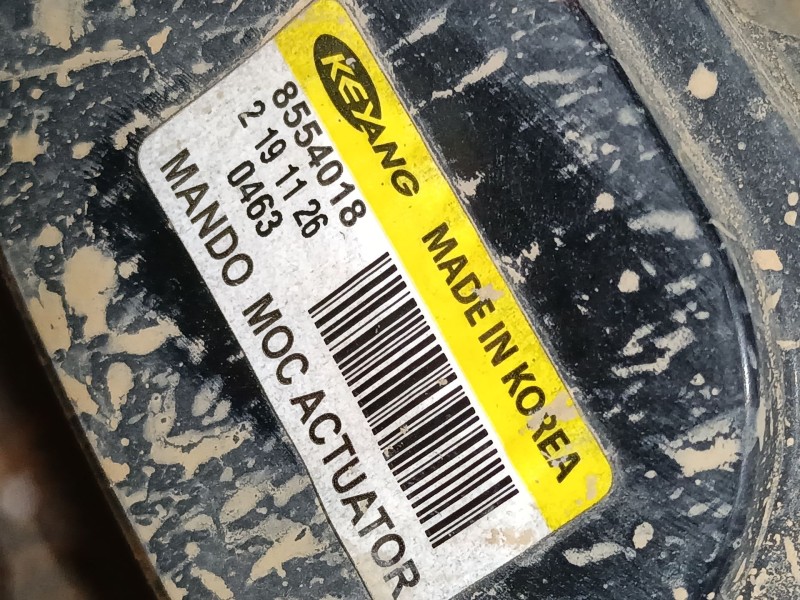 KEYANG MADE IN KOREA
8554018
2 19 11 26
0463
MANDO MOC ACTUATOR